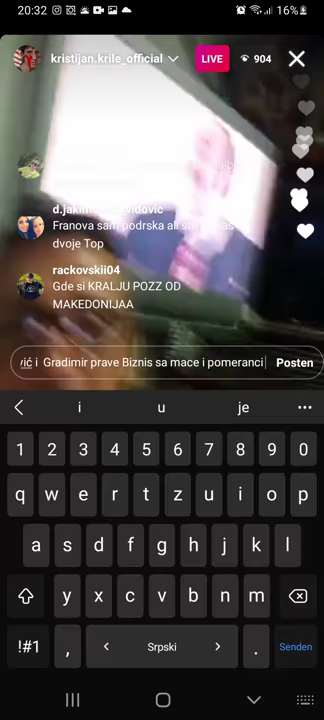 20:32
16%
kristijan.krile_official
LIVE
904
Franova sam podrska ali
dvoje Top
rackovskii04
Gde si KRALJU POZZ OD
MAKEDONIJAA
rić i Gradimir prave Biznis sa mace i pomeranci
Posten
i u je
1 2 3 4 5 6 7 8 9 0
q w e r t z u i o p
a s d f g h j k l
y x c v b n m
!#1 , < Srpski > . Senden